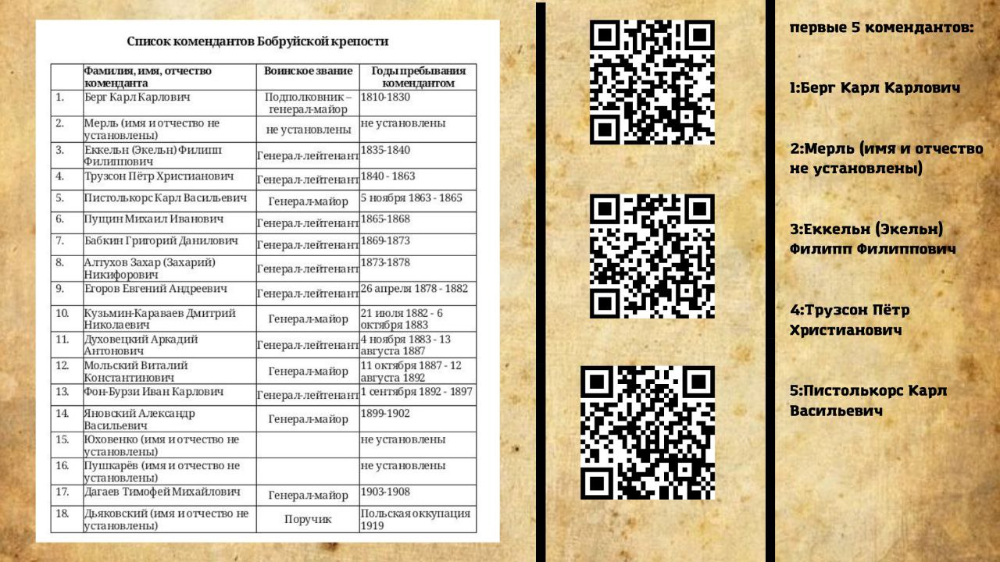 Список комендантов Бобруйской крепости
Фамилия, имя, отчество коменданта Воинское звание Годы пребывания комендантом
1. Берг Карл Карлович Подполковник – генерал-майор 1810-1830
2. Мерль (имя и отчество не установлены) не установлены не установлены
3. Еккельн (Экельн) Филипп Филиппович Генерал-лейтенант 1835-1840
4. Трузсон Пётр Христианович Генерал-лейтенант 1840 - 1863
5. Пистолькорс Карл Васильевич Генерал-майор 5 ноября 1863 - 1865
6. Пущин Михаил Иванович Генерал-лейтенант 1865-1868
7. Бабкин Григорий Данилович Генерал-лейтенант 1869-1873
8. Алтухов Захар (Захарий) Никифорович Генерал-лейтенант 1873-1878
9. Егоров Евгений Андреевич Генерал-лейтенант 26 апреля 1878 - 1882
10. Кузьмин-Караваев Дмитрий Николаевич Генерал-майор 21 июля 1882 - 6 октября 1883
11. Духовецкий Аркадий Антонович Генерал-лейтенант 4 ноября 1883 - 13 августа 1887
12. Мольский Виталий Константинович Генерал-майор 11 октября 1887 - 12 августа 1892
13. Фон-Бурзи Иван Карлович Генерал-лейтенант 1 сентября 1892 - 1897
14. Яновский Александр Васильевич Генерал-майор 1899-1902
15. Юховенко (имя и отчество не установлены) не установлены
16. Пушкарёв (имя и отчество не установлены) не установлены
17. Дагаев Тимофей Михайлович Генерал-майор 1903-1908
18. Дьяковский (имя и отчество не установлены) Поручик Польская оккупация 1919
первые 5 комендантов:
1:Берг Карл Карлович
2:Мерль (имя и отчество
не установлены)
3:Еккельн (Экельн)
Филипп Филиппович
4:Трузсон Пётр
Христианович
5:Пистолькорс Карл
Васильевич